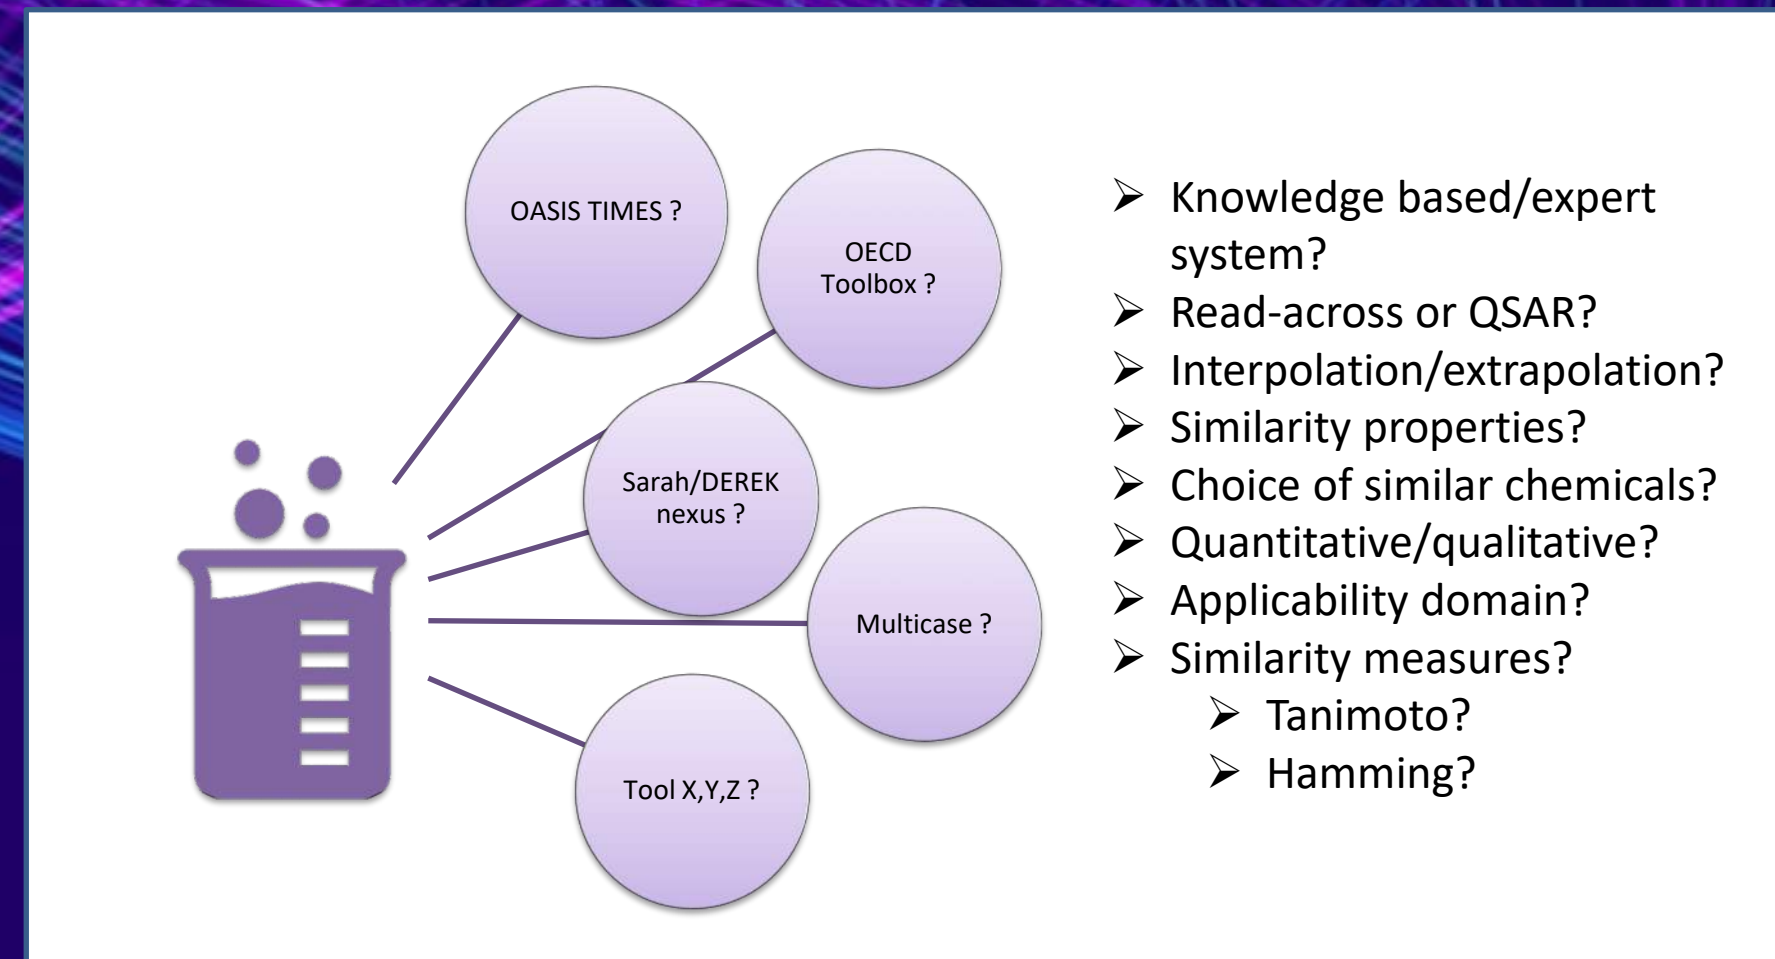 OASIS TIMES ?
OECD
Toolbox ?
Sarah/DEREK
nexus ?
Multicase ?
Tool X,Y,Z ?
➢ Knowledge based/expert
system?
➢ Read-across or QSAR?
➢ Interpolation/extrapolation?
➢ Similarity properties?
➢ Choice of similar chemicals?
➢ Quantitative/qualitative?
➢ Applicability domain?
➢ Similarity measures?
➢ Tanimoto?
➢ Hamming?